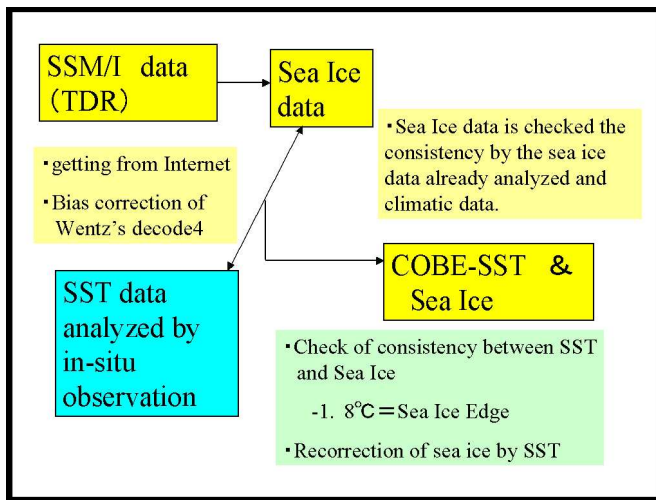 SSM/I data
（TDR）
Sea Ice
data
・getting from Internet
・Bias correction of
Wentz's decode4
・Sea Ice data is checked the
consistency by the sea ice
data already analyzed and
climatic data.
SST data
analyzed by
in-situ
observation
COBE-SST ＆
Sea Ice
・Check of consistency between SST
and Sea Ice
-1. 8℃＝Sea Ice Edge
・Recorrection of sea ice by SST